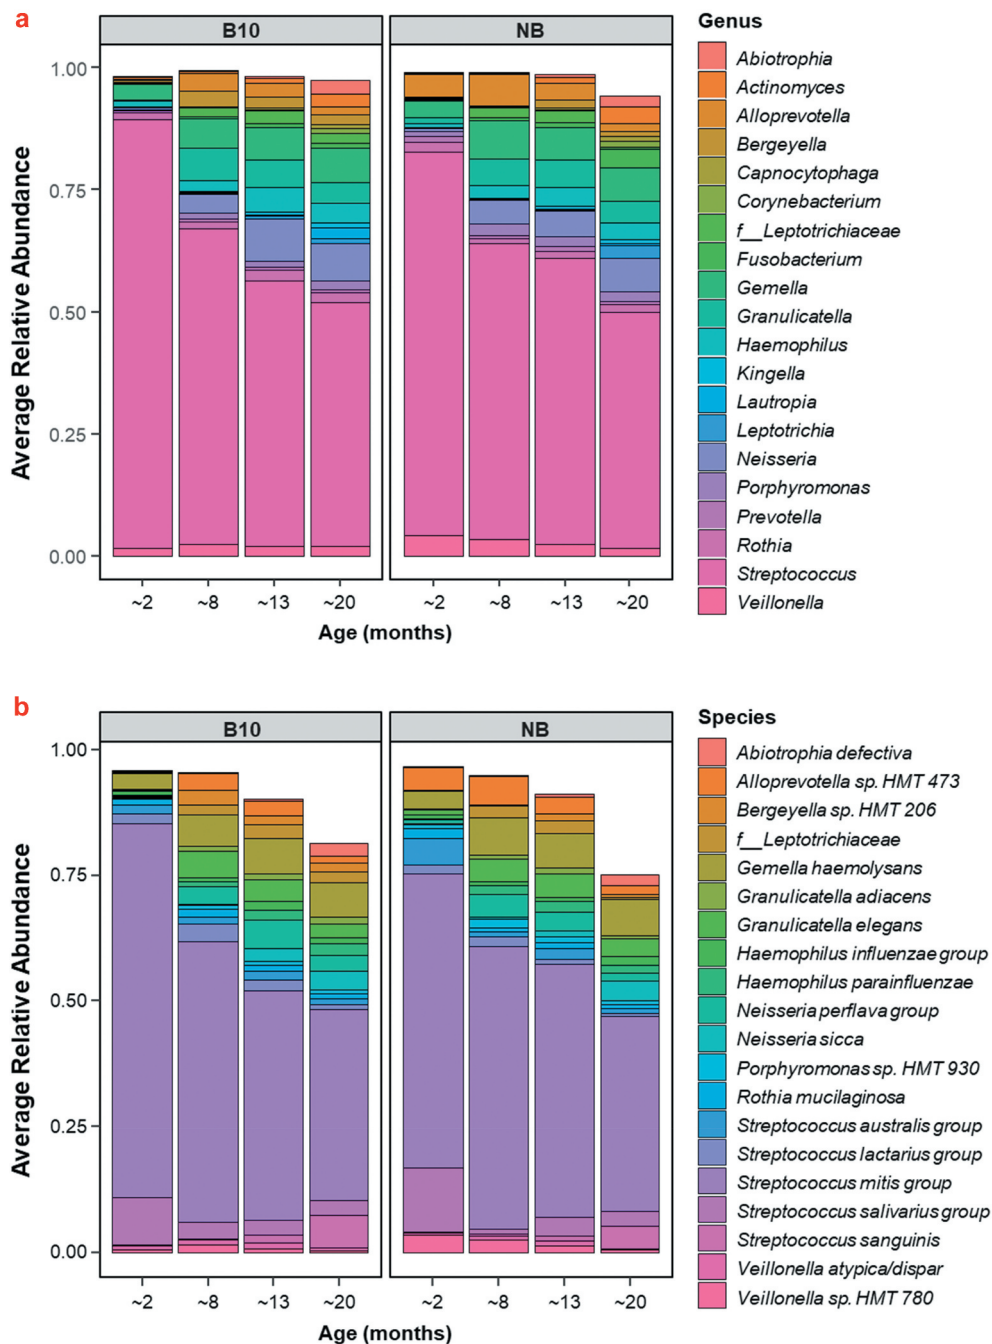 a
B10
NB
Genus
1.00
0.75
0.50
0.25
0.00
Average Relative Abundance
~2
~8
~13
~20
~2
~8
~13
~20
Age (months)
Abiotrophia
Actinomyces
Alloprevotella
Bergeyella
Capnocytophaga
Corynebacterium
f__Leptotrichiaceae
Fusobacterium
Gemella
Granulicatella
Haemophilus
Kingella
Lautropia
Leptotrichia
Neisseria
Porphyromonas
Prevotella
Rothia
Streptococcus
Veillonella
b
B10
NB
Species
1.00
0.75
0.50
0.25
0.00
Average Relative Abundance
~2
~8
~13
~20
~2
~8
~13
~20
Age (months)
Abiotrophia defectiva
Alloprevotella sp. HMT 473
Bergeyella sp. HMT 206
f__Leptotrichiaceae
Gemella haemolysans
Granulicatella adiacens
Granulicatella elegans
Haemophilus influenzae group
Haemophilus parainfluenzae
Neisseria perflava group
Neisseria sicca
Porphyromonas sp. HMT 930
Rothia mucilaginosa
Streptococcus australis group
Streptococcus lactarius group
Streptococcus mitis group
Streptococcus salivarius group
Streptococcus sanguinis
Veillonella atypica/dispar
Veillonella sp. HMT 780